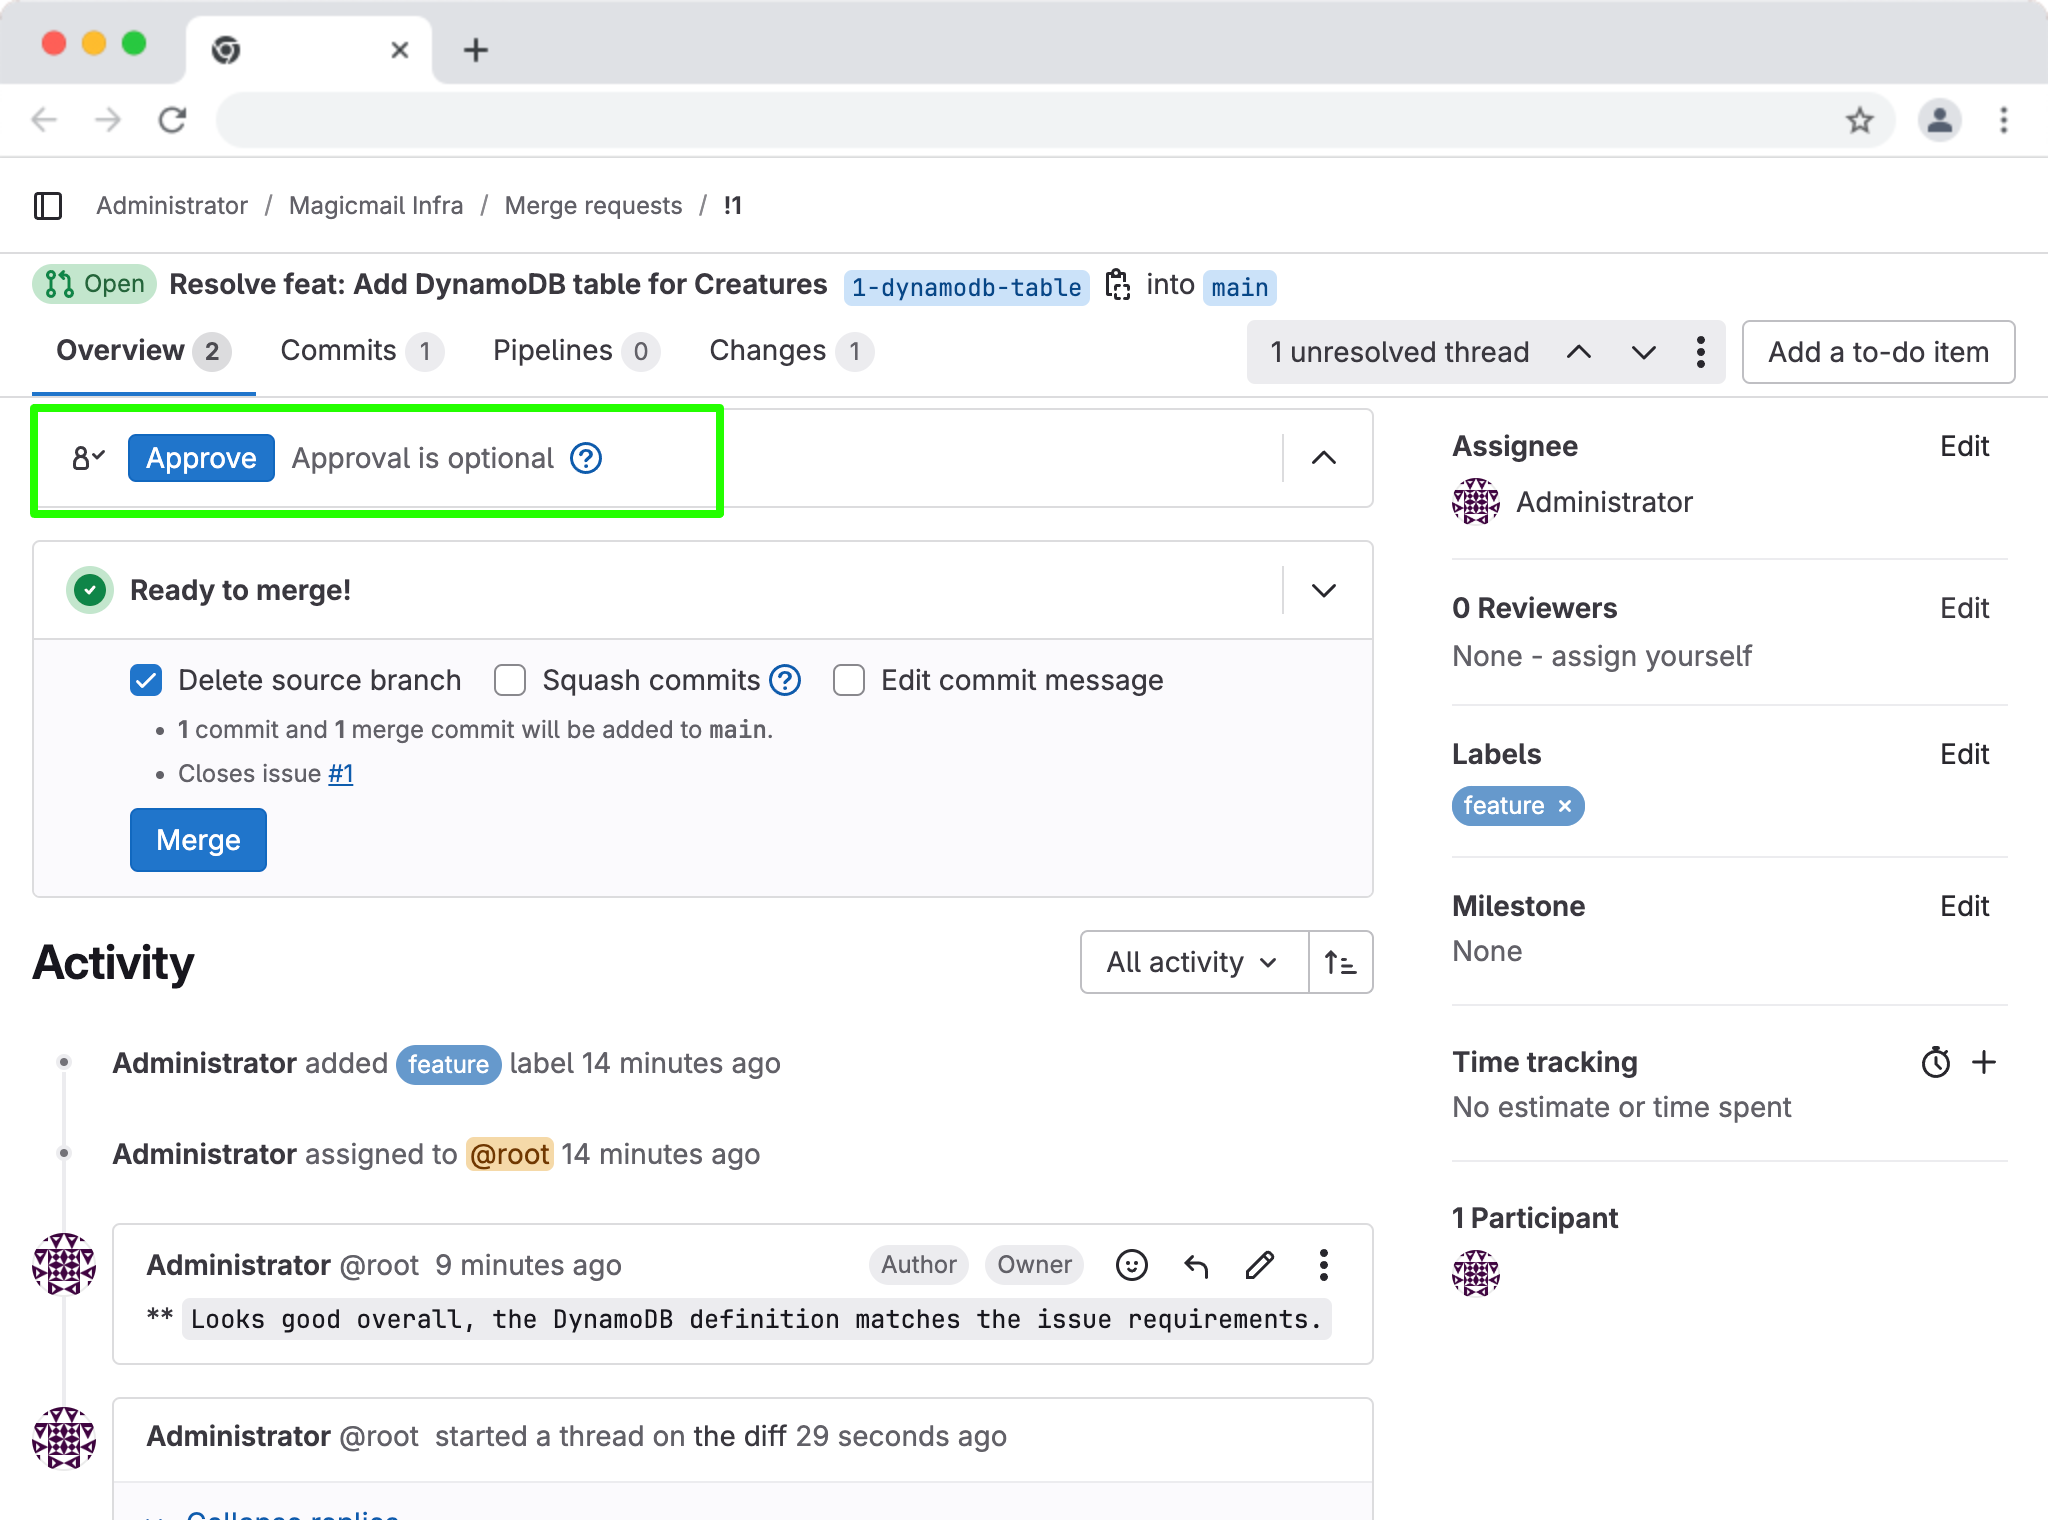 Administrator / Magicmail Infra / Merge requests / !1
Open Resolve feat: Add DynamoDB table for Creatures 1-dynamodb-table into main
Overview 2 Commits 1 Pipelines 0 Changes 1
1 unresolved thread
Add a to-do item
Approve Approval is optional ?
Ready to merge!
Delete source branch Squash commits ? Edit commit message
• 1 commit and 1 merge commit will be added to main.
• Closes issue #1
Merge
Activity
All activity
Administrator added feature label 14 minutes ago
Administrator assigned to @root 14 minutes ago
Administrator @root 9 minutes ago Author Owner
** Looks good overall, the DynamoDB definition matches the issue requirements.
Administrator @root started a thread on the diff 29 seconds ago
Collapse replies
Assignee Edit
Administrator
0 Reviewers Edit
None - assign yourself
Labels Edit
feature ×
Milestone Edit
None
Time tracking
No estimate or time spent
1 Participant